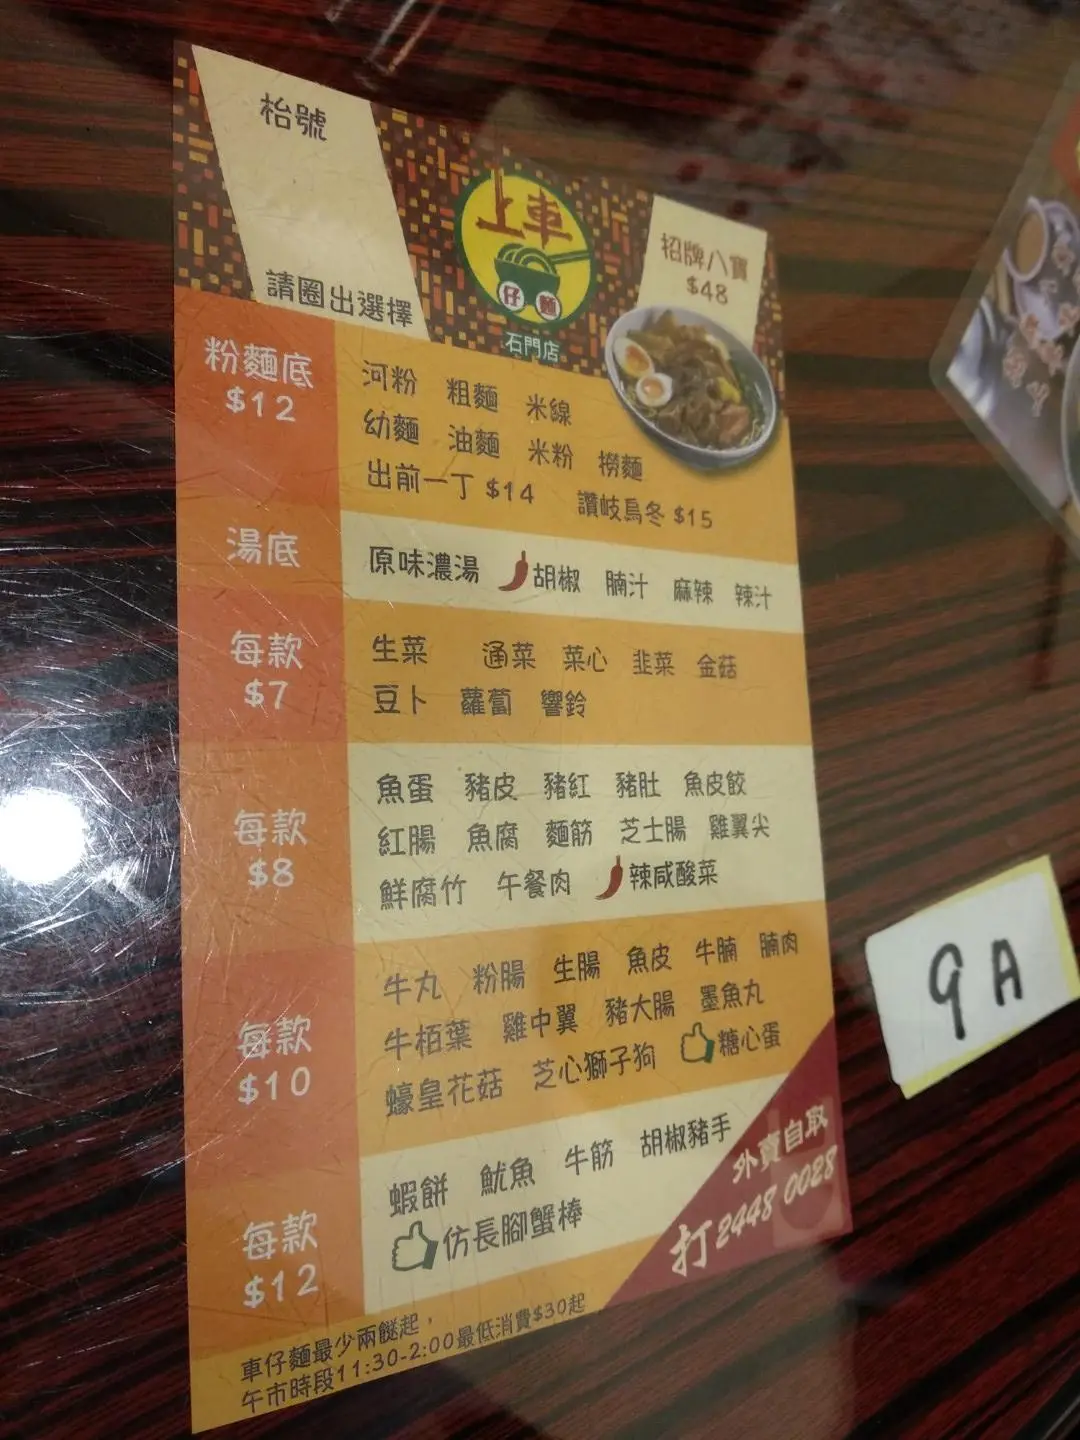 枱號
請圈出選擇
上車
仔麵
石門店
招牌八寶
$48
粉麵底
$12
河粉 粗麵 米線
幼麵 油麵 米粉 撈麵
出前一丁 $14 讚岐烏冬 $15
湯底
原味濃湯 胡椒 腩汁 麻辣 辣汁
每款
$7
生菜 通菜 菜心 韭菜 金菇
豆卜 蘿蔔 響鈴
每款
$8
魚蛋 豬皮 豬紅 豬肚 魚皮餃
紅腸 魚腐 麵筋 芝士腸 雞翼尖
鮮腐竹 午餐肉 辣咸酸菜
每款
$10
牛丸 粉腸 生腸 魚皮 牛腩 腩肉
牛栢葉 雞中翼 豬大腸 墨魚丸
蠔皇花菇 芝心獅子狗 糖心蛋
每款
$12
蝦餅 魷魚 牛筋 胡椒豬手
仿長腳蟹棒
外賣自取
打 2448 0028
車仔麵最少兩餸起，
午市時段11:30-2:00最低消費$30起
9A